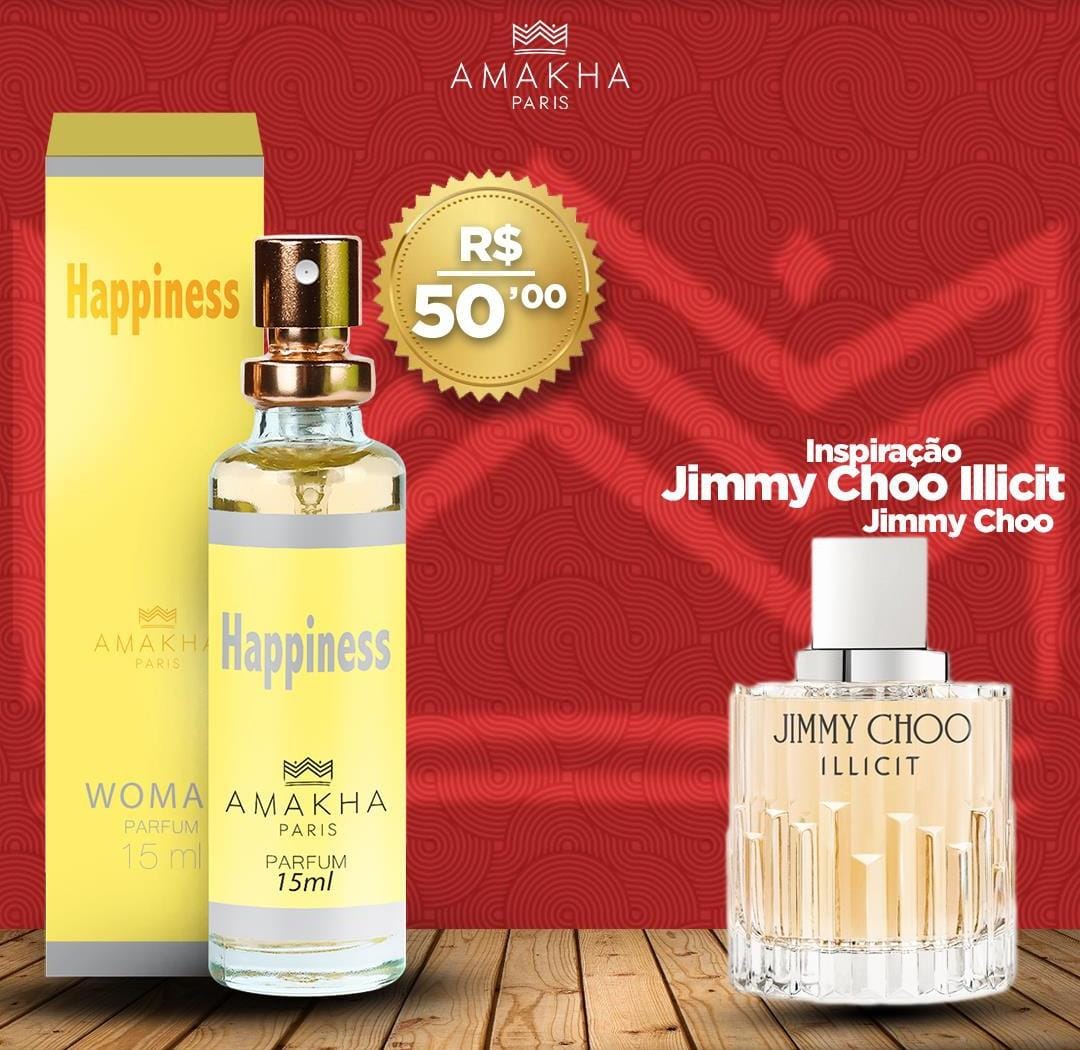 AMAKHA
PARIS
Happiness
AMAKHA
PARIS
WOMA
PARFUM
15 ml
Happiness
AMAKHA
PARIS
PARFUM
15ml
R$
50,00
Inspiração
Jimmy Choo Illicit
Jimmy Choo
JIMMY CHOO
ILLICIT